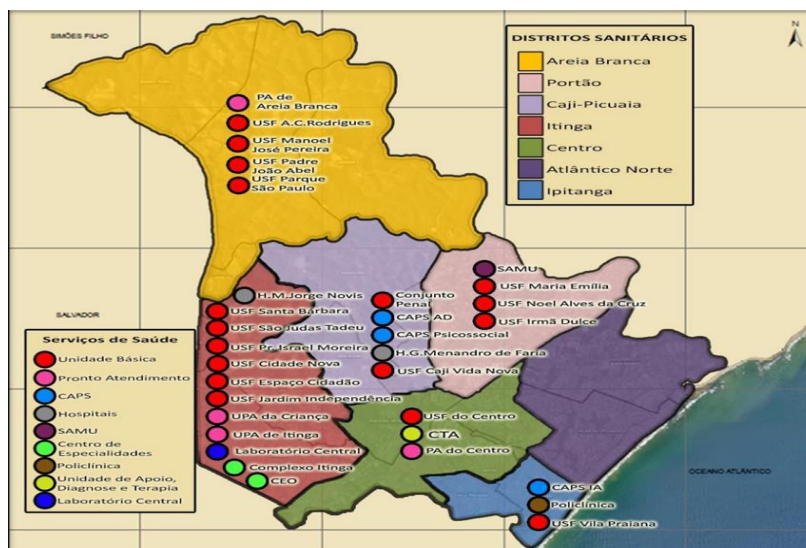 SIMÕES FILHO
N
DISTRITOS SANITÁRIOS
Areia Branca
Portão
Caji-Picuaia
Itinga
Centro
Atlântico Norte
Ipitanga
PA de
Areia Branca
USF A.C.Rodrigues
USF Manoel
José Pereira
USF Padre
João Abel
USF Parque
São Paulo
SALVADOR
H.M.Jorge Novis
USF Santa Bárbara
USF São Judas Tadeu
USF Pr.Israel Moreira
USF Cidade Nova
USF Espaço Cidadão
USF Jardim Independência
UPA da Criança
UPA de Itinga
Laboratório Central
Complexo Itinga
CEO
Conjunto
Penal
CAPS AD
CAPS Psicossocial
H.G.Menandro de Faria
USF Caji Vida Nova
SAMU
USF Maria Emília
USF Noel Alves da Cruz
USF Irmã Dulce
USF do Centro
CTA
PA do Centro
CAPS IA
Policlínica
USF Vila Praiana
OCEANO ATLÂNTICO
Serviços de Saúde
Unidade Básica
Pronto Atendimento
CAPS
Hospitais
SAMU
Centro de
Especialidades
Policlínica
Unidade de Apoio,
Diagnose e Terapia
Laboratório Central